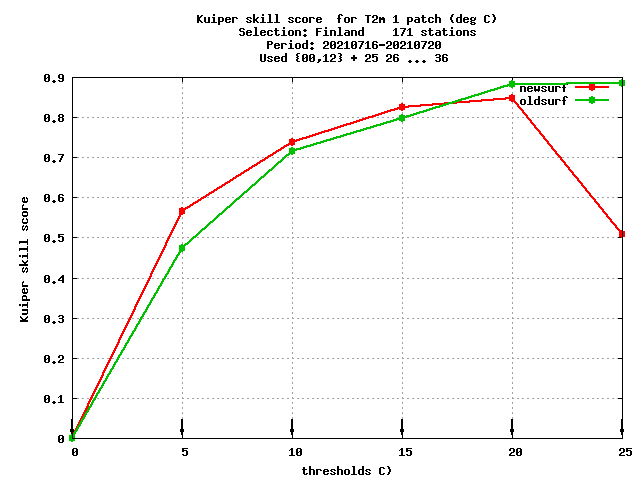 Kuiper skill score  for T2m 1 patch (deg C)
Selection: Finland    171 stations
Period: 20210716-20210720
Used {00,12} + 25 26 ... 36
0.9
0.8
0.7
0.6
0.5
0.4
0.3
0.2
0.1
0
Kuiper skill score
newsurf
oldsurf
0 5 10 15 20 25
thresholds C)